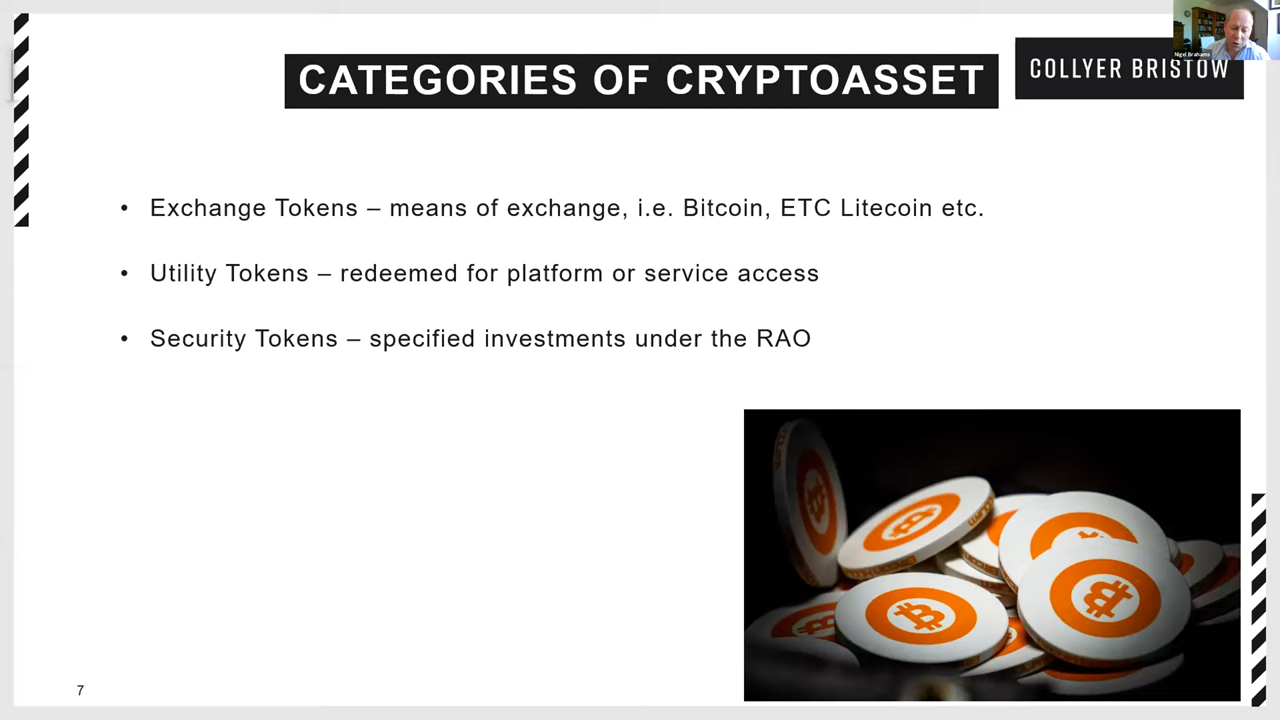 CATEGORIES OF CRYPTOASSET
COLLYER BRISTOW
Nigel Brahams
• Exchange Tokens – means of exchange, i.e. Bitcoin, ETC Litecoin etc.
• Utility Tokens – redeemed for platform or service access
• Security Tokens – specified investments under the RAO
7